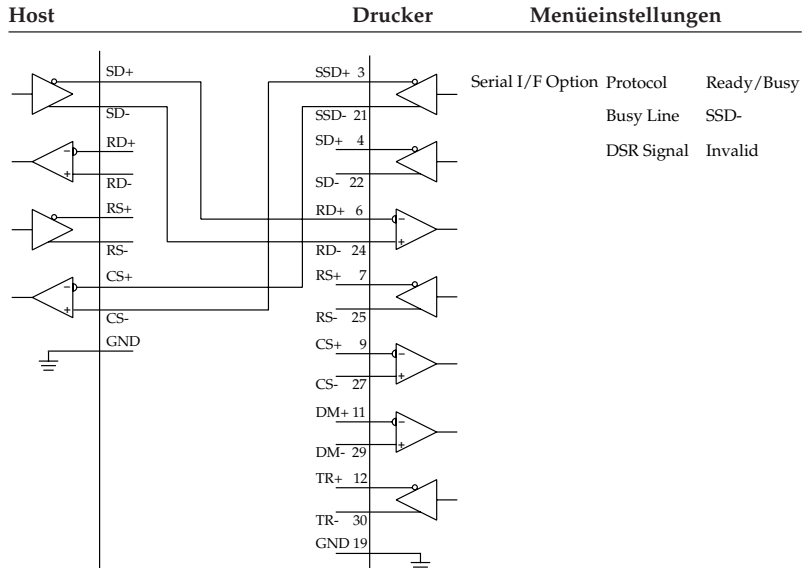 Host Drucker Menüeinstellungen
SD+ SSD+ 3 Serial I/F Option Protocol Ready/Busy
SD- SSD- 21 Busy Line SSD-
RD+ SD+ 4 DSR Signal Invalid
- +
RD- SD- 22
RS+ RD+ 6 -
+
RS- RD- 24
CS+ RS+ 7
- +
CS- RS- 25
GND CS+ 9 -
+
CS- 27
DM+ 11 -
+
DM- 29
TR+ 12
TR- 30
GND 19